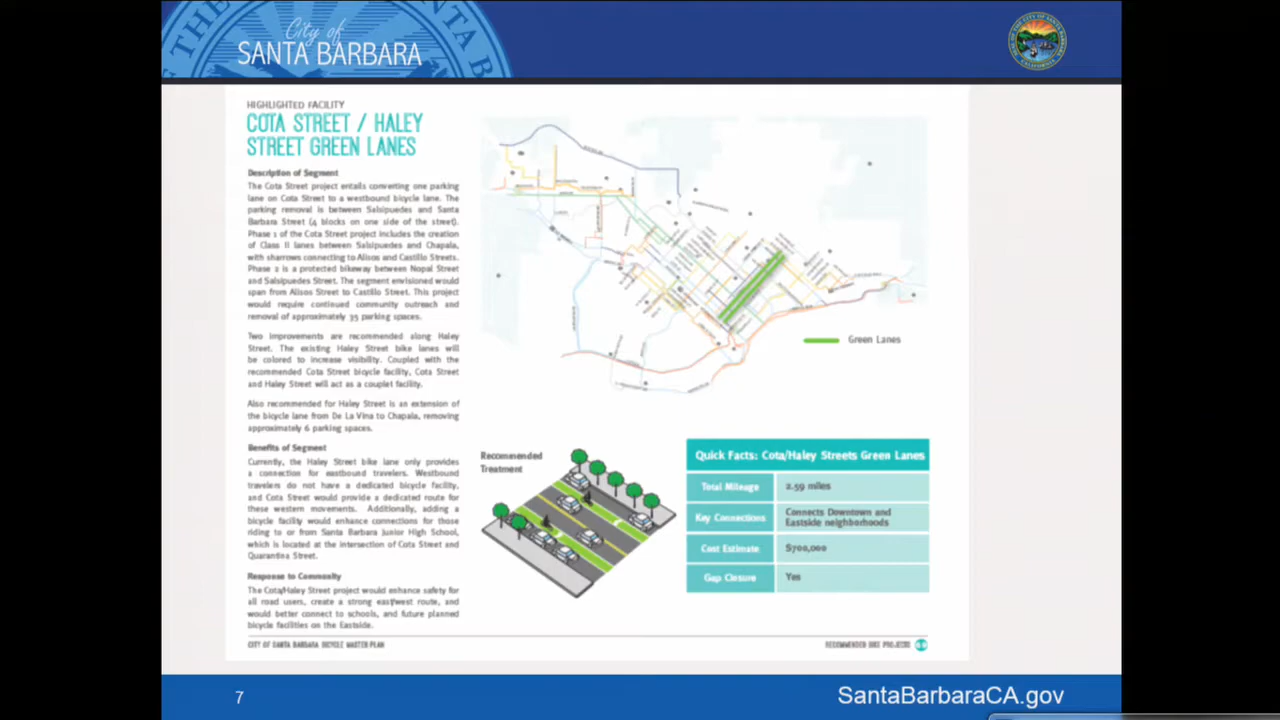 City of
SANTA BARBARA
HIGHLIGHTED FACILITY
COTA STREET / HALEY
STREET GREEN LANES
Description of Segment
The Cota Street project entails converting one parking
lane on Cota Street to a westbound bicycle lane. The
parking removal is between Salsipuedes and Santa
Barbara Street (4 blocks on one side of the street).
Phase 1 of the Cota Street project includes the creation
of Class II lanes between Salsipuedes and Chapala,
with sharrows connecting to Alisos and Castillo Streets.
Phase 2 is a protected bikeway between Nopal Street
and Salsipuedes Street. The segment envisioned would
span from Alisos Street to Castillo Street. This project
would require continued community outreach and
removal of approximately 35 parking spaces.
Two improvements are recommended along Haley
Street. The existing Haley Street bike lanes will
be colored to increase visibility. Coupled with the
recommended Cota Street bicycle facility, Cota Street
and Haley Street will act as a couplet facility.
Also recommended for Haley Street is an extension of
the bicycle lane from De La Vina to Chapala, removing
approximately 6 parking spaces.
Benefits of Segment
Currently, the Haley Street bike lane only provides
a connection for eastbound travelers. Westbound
travelers do not have a dedicated bicycle facility,
and Cota Street would provide a dedicated route for
these western movements. Additionally, adding a
bicycle facility would enhance connections for those
riding to or from Santa Barbara Junior High School,
which is located at the intersection of Cota Street and
Quarantina Street.
Response to Commonity
The Cota/Haley Street project would enhance safety for
all road users, create a strong east/west route, and
would better connect to schools, and future planned
bicycle facilities on the Eastside.
Green Lanes
Recommended
Treatment
Quick Facts: Cota/Haley Streets Green Lanes
Total Mileage 2.59 miles
Key Connections Connects Downtown and
Eastside neighborhoods
Cost Estimate $700,000
Gap Closure Yes
CITY OF SANTA BARBARA BICYCLE MASTER PLAN
RECOMMENDED BIKE PROJECTS
7
SantaBarbaraCA.gov